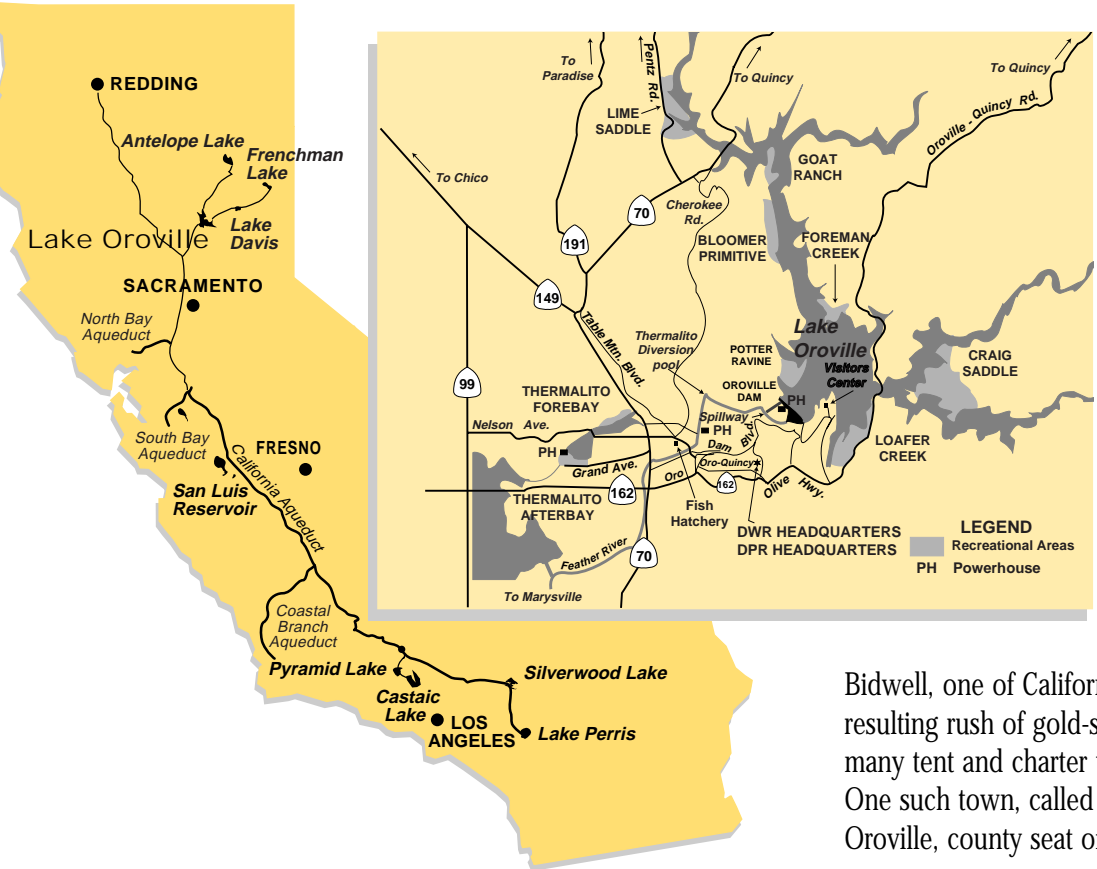 REDDING
Antelope Lake
Frenchman
Lake
Lake
Davis
Lake Oroville
SACRAMENTO
North Bay
Aqueduct
South Bay
Aqueduct
FRESNO
San Luis
Reservoir
California Aqueduct
Coastal
Branch
Aqueduct
Pyramid Lake
Castaic
Lake
Silverwood Lake
LOS
ANGELES
Lake Perris
To
Paradise
Pentz Rd.
To Quincy
To Quincy
LIME
SADDLE
Oroville - Quincy Rd.
To Chico
GOAT
RANCH
Cherokee
Rd.
70
191
BLOOMER
PRIMITIVE
FOREMAN
CREEK
149
Table Mtn. Blvd.
Thermalito
Diversion
pool
Lake
Oroville
Visitors
Center
POTTER
RAVINE
CRAIG
SADDLE
99
THERMALITO
FOREBAY
OROVILLE
DAM
PH
Nelson Ave.
Spillway
PH
PH
Dam
Blvd.
Grand Ave.
Oro
Oro-Quincy
LOAFER
CREEK
162
162
Olive Hwy.
THERMALITO
AFTERBAY
Fish
Hatchery
DWR HEADQUARTERS
DPR HEADQUARTERS
70
Feather River
To Marysville
LEGEND
Recreational Areas
PH Powerhouse
Bidwell, one of Californ
resulting rush of gold-s
many tent and charter
One such town, called
Oroville, county seat o